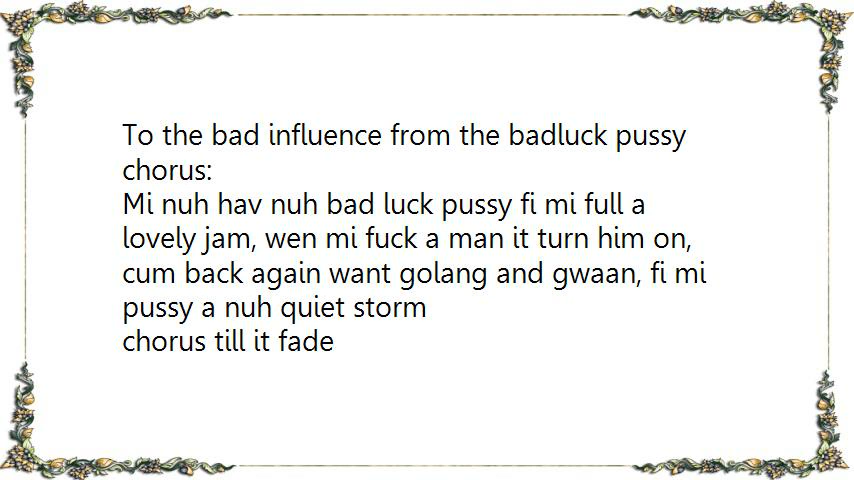 To the bad influence from the badluck pussy
chorus:
Mi nuh hav nuh bad luck pussy fi mi full a
lovely jam, wen mi fuck a man it turn him on,
cum back again want golang and gwaan, fi mi
pussy a nuh quiet storm
chorus till it fade